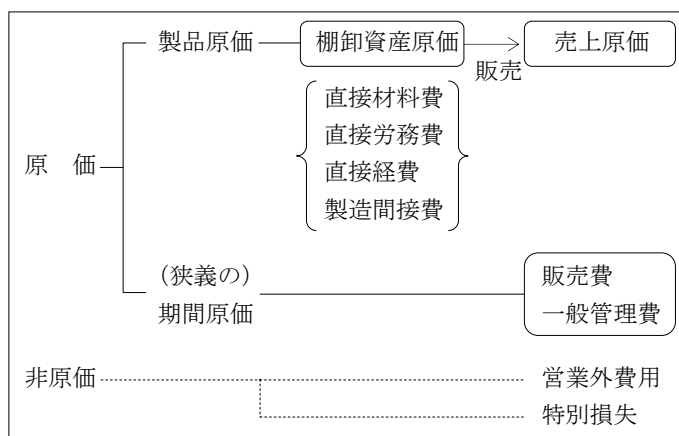 製品原価 棚卸資産原価 売上原価
販売
直接材料費
直接労務費
原　価 直接経費
製造間接費
(狭義の) 販売費
期間原価 一般管理費
非原価 営業外費用
特別損失